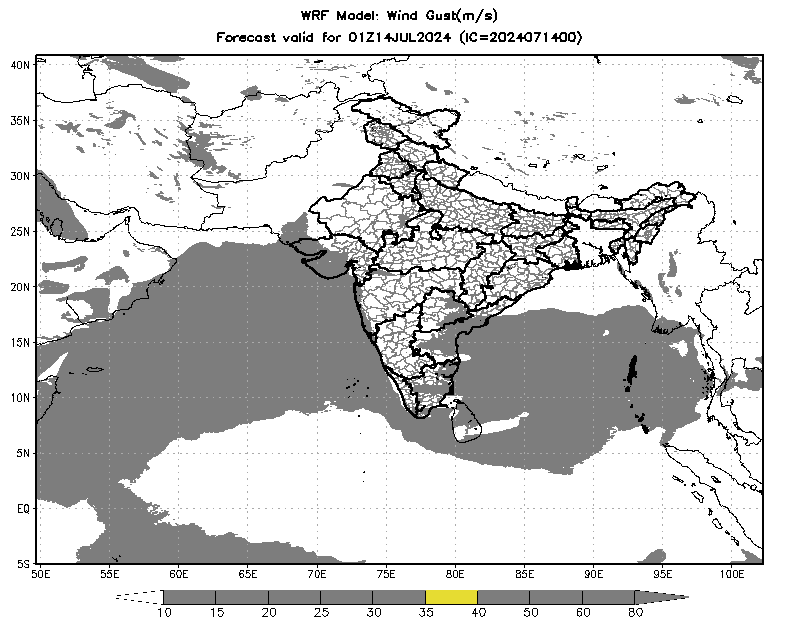 WRF Model: Wind Gust(m/s)
Forecast valid for 01Z14JUL2024 (IC=2024071400)
40N
35N
30N
25N
20N
15N
10N
5N
EQ
5S
50E 55E 60E 65E 70E 75E 80E 85E 90E 95E 100E
10 15 20 25 30 35 40 50 60 80